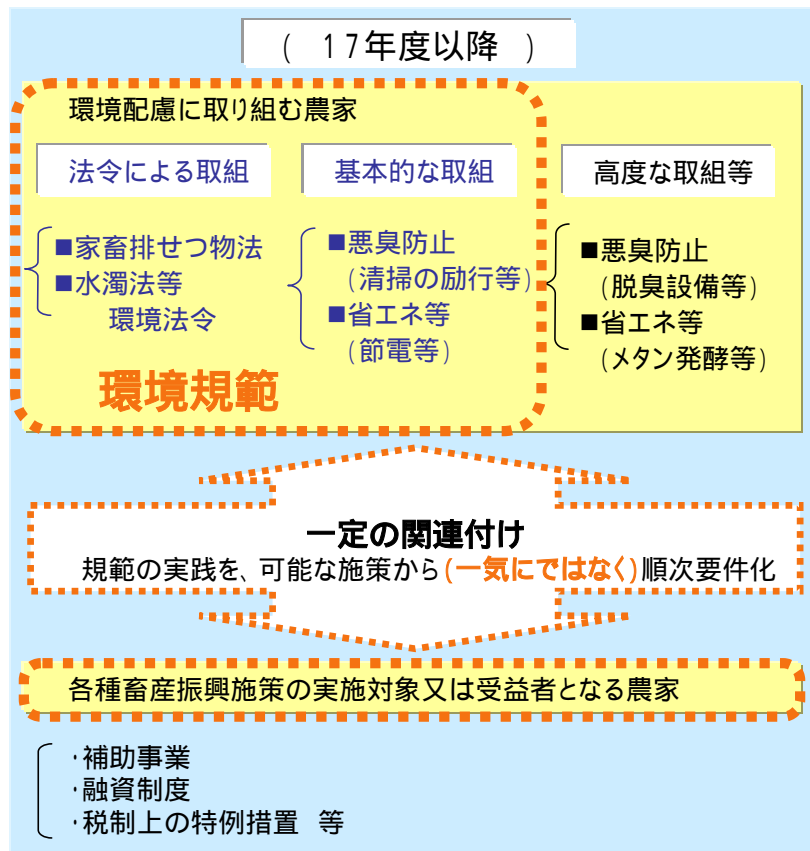 ( 17年度以降 )
環境配慮に取り組む農家
法令による取組
■家畜排せつ物法
■水濁法等
環境法令
基本的な取組
■悪臭防止
(清掃の励行等)
■省エネ等
(節電等)
高度な取組等
■悪臭防止
(脱臭設備等)
■省エネ等
(メタン発酵等)
環境規範
一定の関連付け
規範の実践を、可能な施策から(一気にではなく)順次要件化
各種畜産振興施策の実施対象又は受益者となる農家
・補助事業
・融資制度
・税制上の特例措置 等